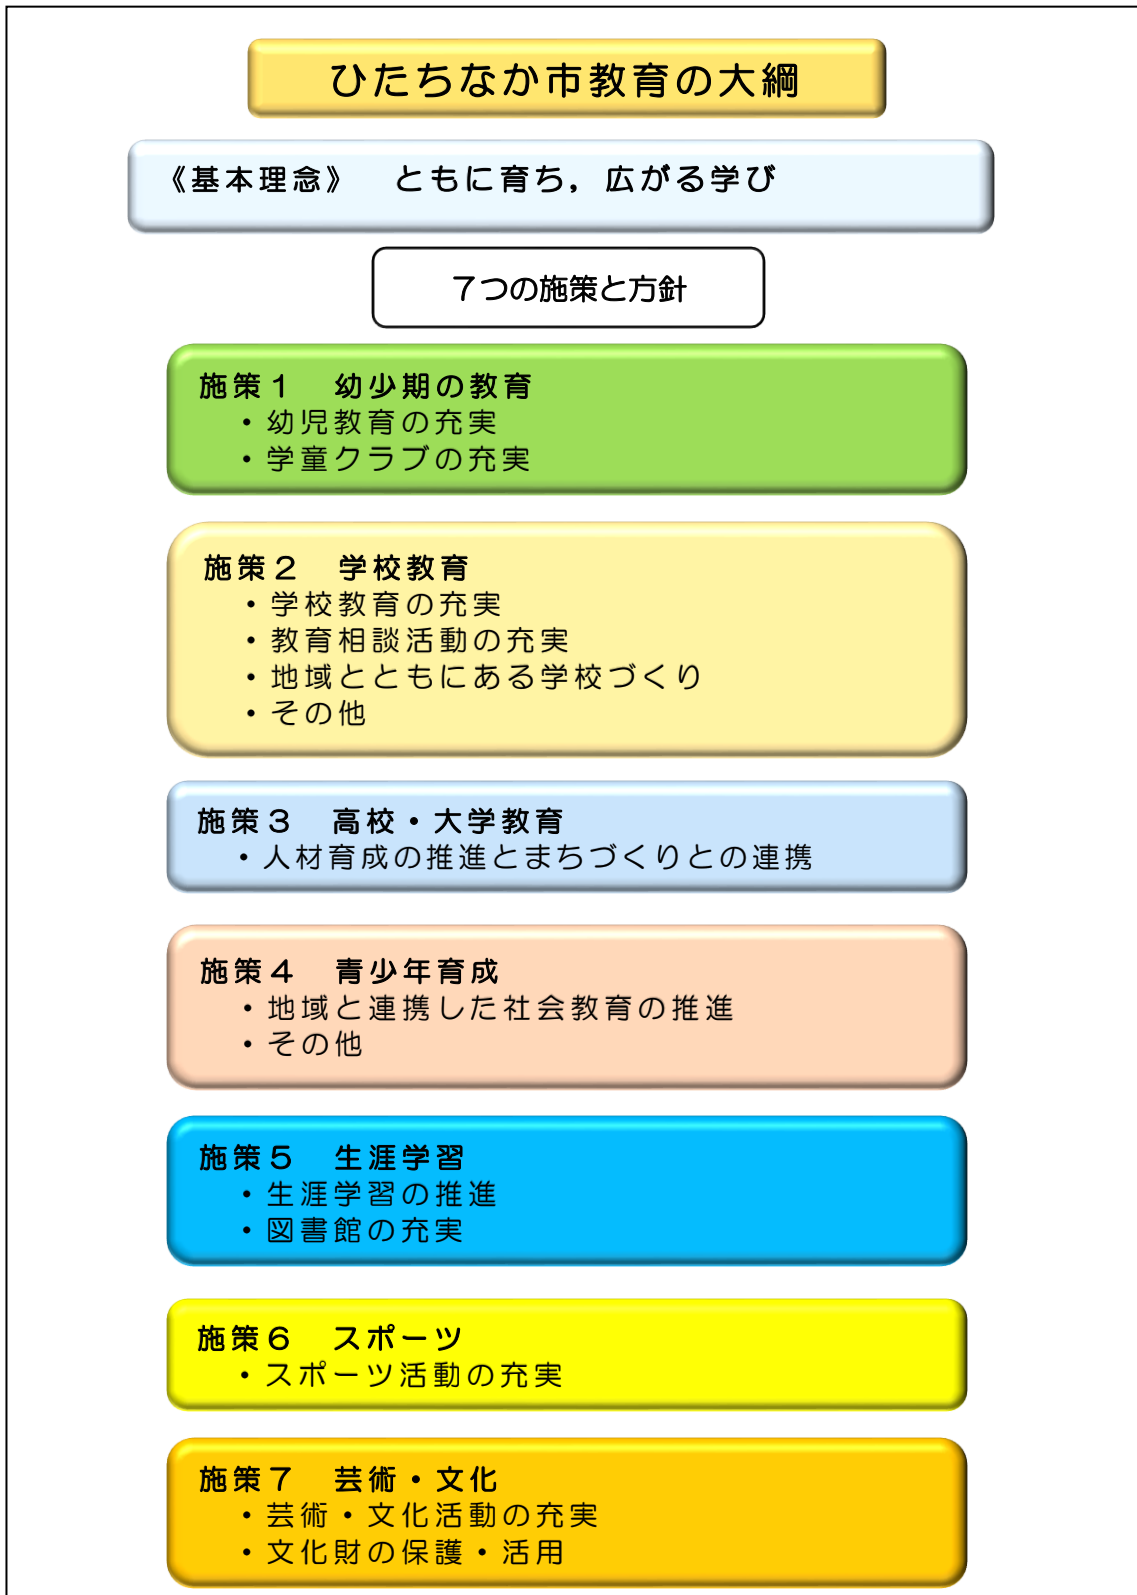 ひたちなか市教育の大綱
《基本理念》　ともに育ち，広がる学び
７つの施策と方針
施策１　幼少期の教育
・幼児教育の充実
・学童クラブの充実
施策２　学校教育
・学校教育の充実
・教育相談活動の充実
・地域とともにある学校づくり
・その他
施策３　高校・大学教育
・人材育成の推進とまちづくりとの連携
施策４　青少年育成
・地域と連携した社会教育の推進
・その他
施策５　生涯学習
・生涯学習の推進
・図書館の充実
施策６　スポーツ
・スポーツ活動の充実
施策７　芸術・文化
・芸術・文化活動の充実
・文化財の保護・活用